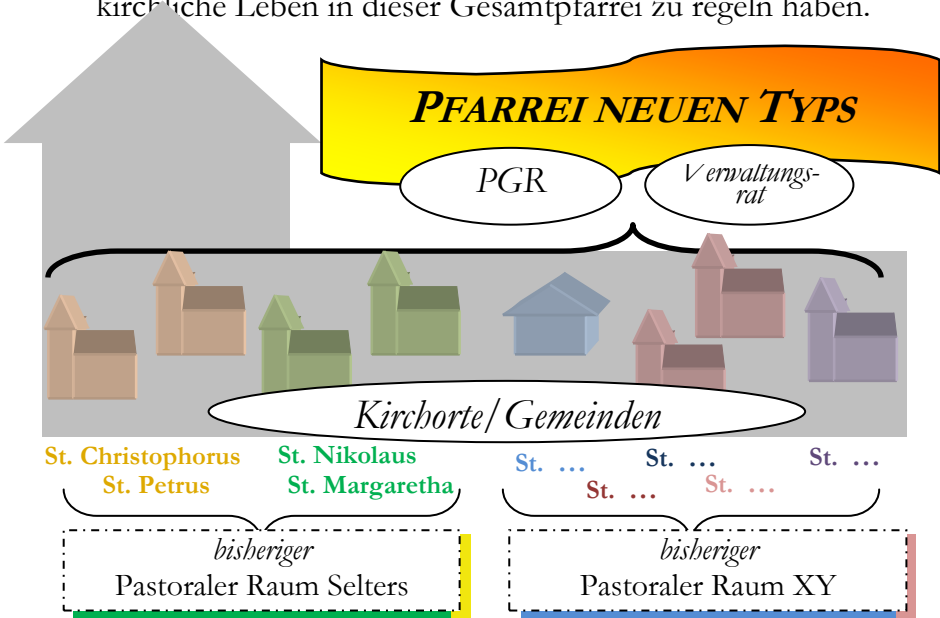 kirchliche Leben in dieser Gesamtpfarrei zu regeln haben.
PFARREI NEUEN TYPS
PGR
Verwaltungs-
rat
Kirchorte/Gemeinden
St. Christophorus
St. Petrus
St. Nikolaus
St. Margaretha
St. …
St. …
St. …
St. …
St. …
bisheriger
Pastoraler Raum Selters
bisheriger
Pastoraler Raum XY